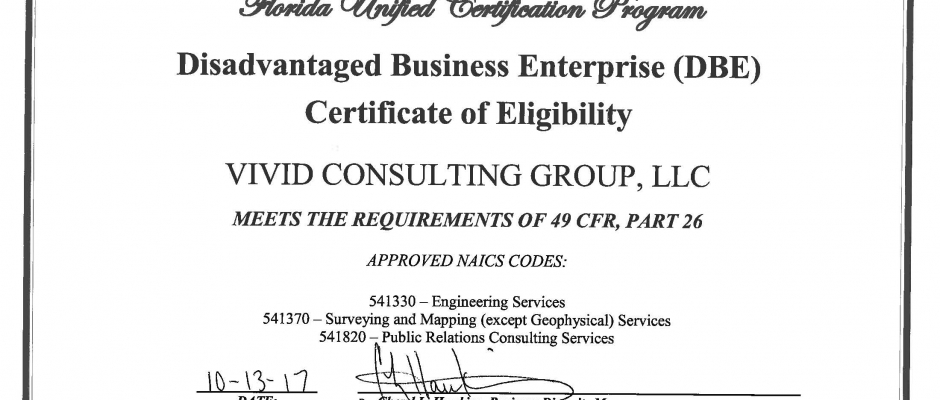 Florida Unified Certification Program
Disadvantaged Business Enterprise (DBE)
Certificate of Eligibility
VIVID CONSULTING GROUP, LLC
MEETS THE REQUIREMENTS OF 49 CFR, PART 26
APPROVED NAICS CODES:
541330 – Engineering Services
541370 – Surveying and Mapping (except Geophysical) Services
541820 – Public Relations Consulting Services
10-13-17
DATE: